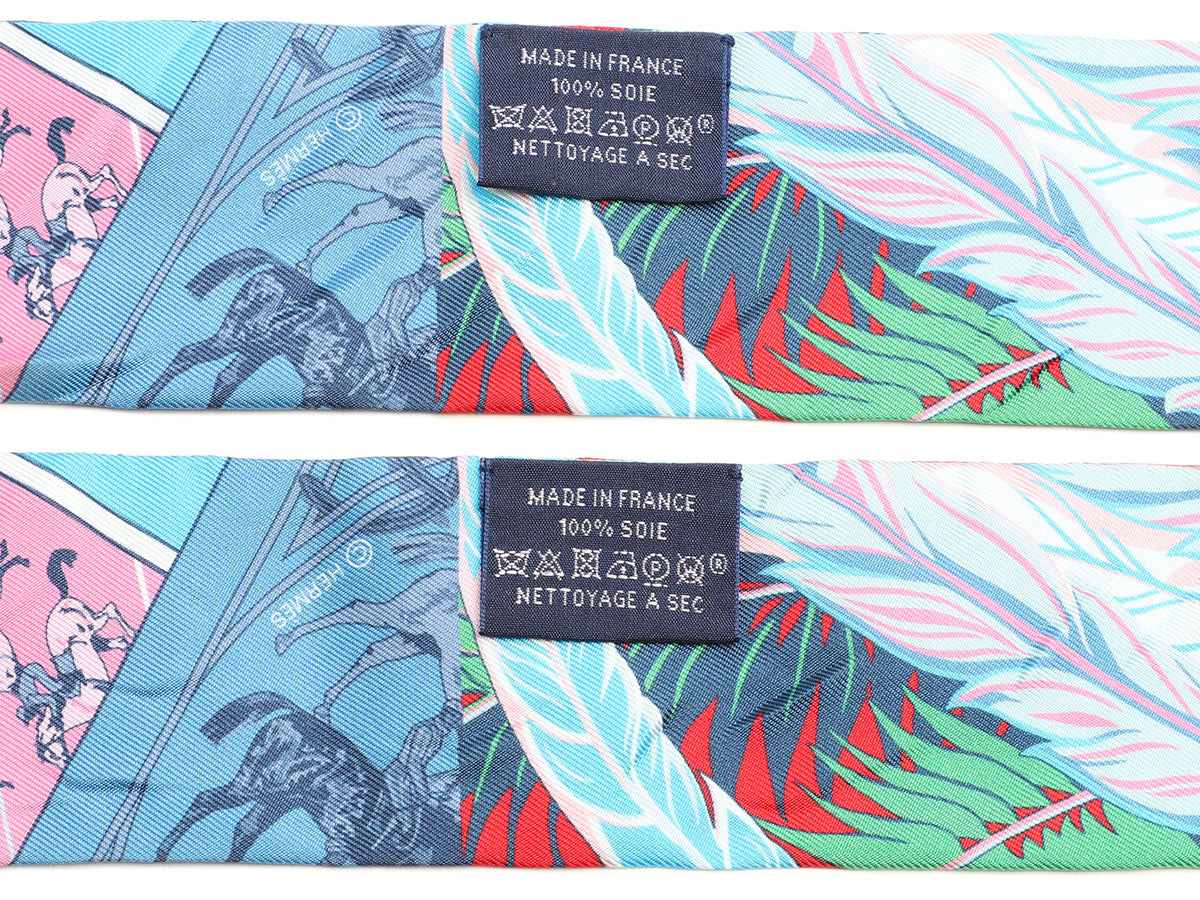 MADE IN FRANCE
100% SOIE
P W ®
NETTOYAGE A SEC
© HERMES
MADE IN FRANCE
100% SOIE
P W ®
NETTOYAGE A SEC
© HERMES